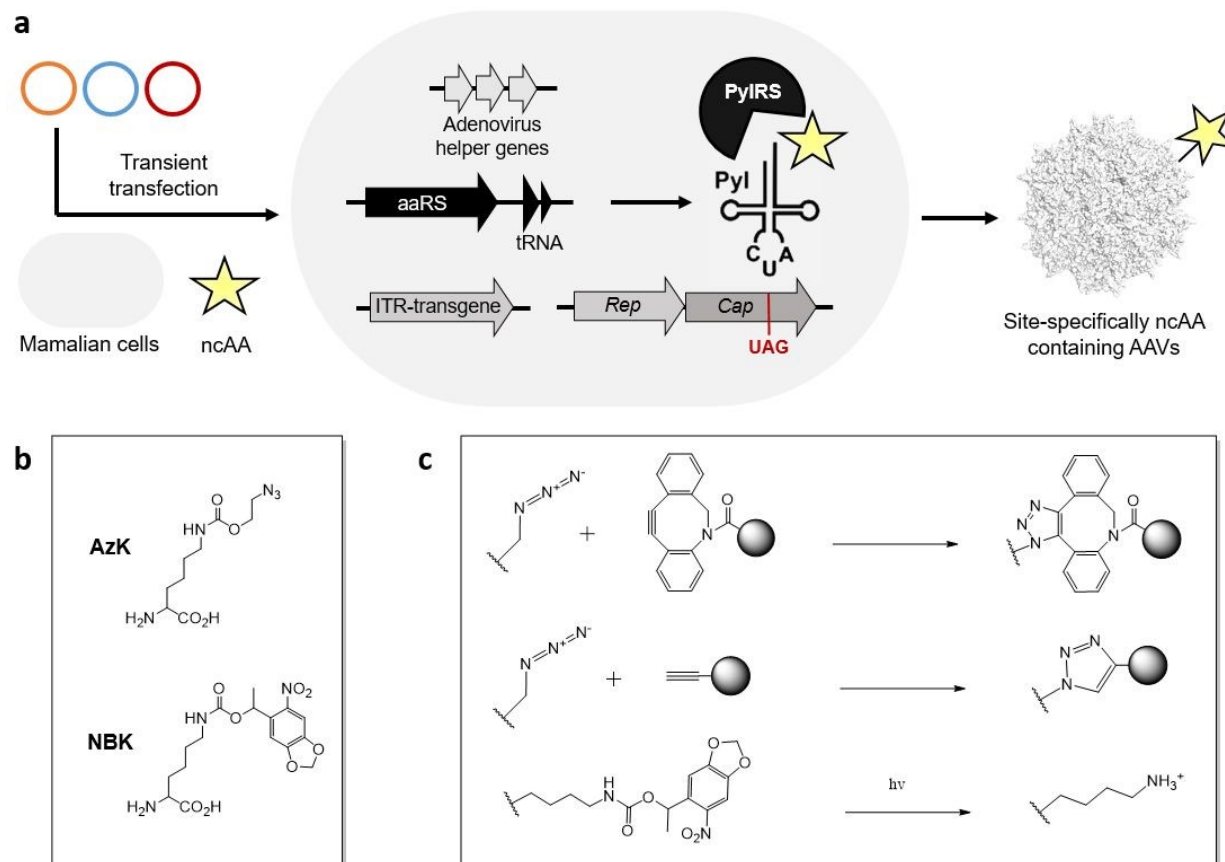 a
Transient
transfection
Mamalian cells
ncAA
Adenovirus
helper genes
aaRS
tRNA
PylRS
Pyl
C U A
ITR-transgene
Rep
Cap
UAG
Site-specifically ncAA
containing AAVs
b
AzK
N3
O
HN
O
H2N
CO2H
NBK
O
NO2
HN
O
O
O
H2N
CO2H
c
N=N+=N-
+
O
N
N
N
N
O
N
N=N+=N-
+
N
N
N
O
O
H
N
O
O
O2N
hν
NH3+